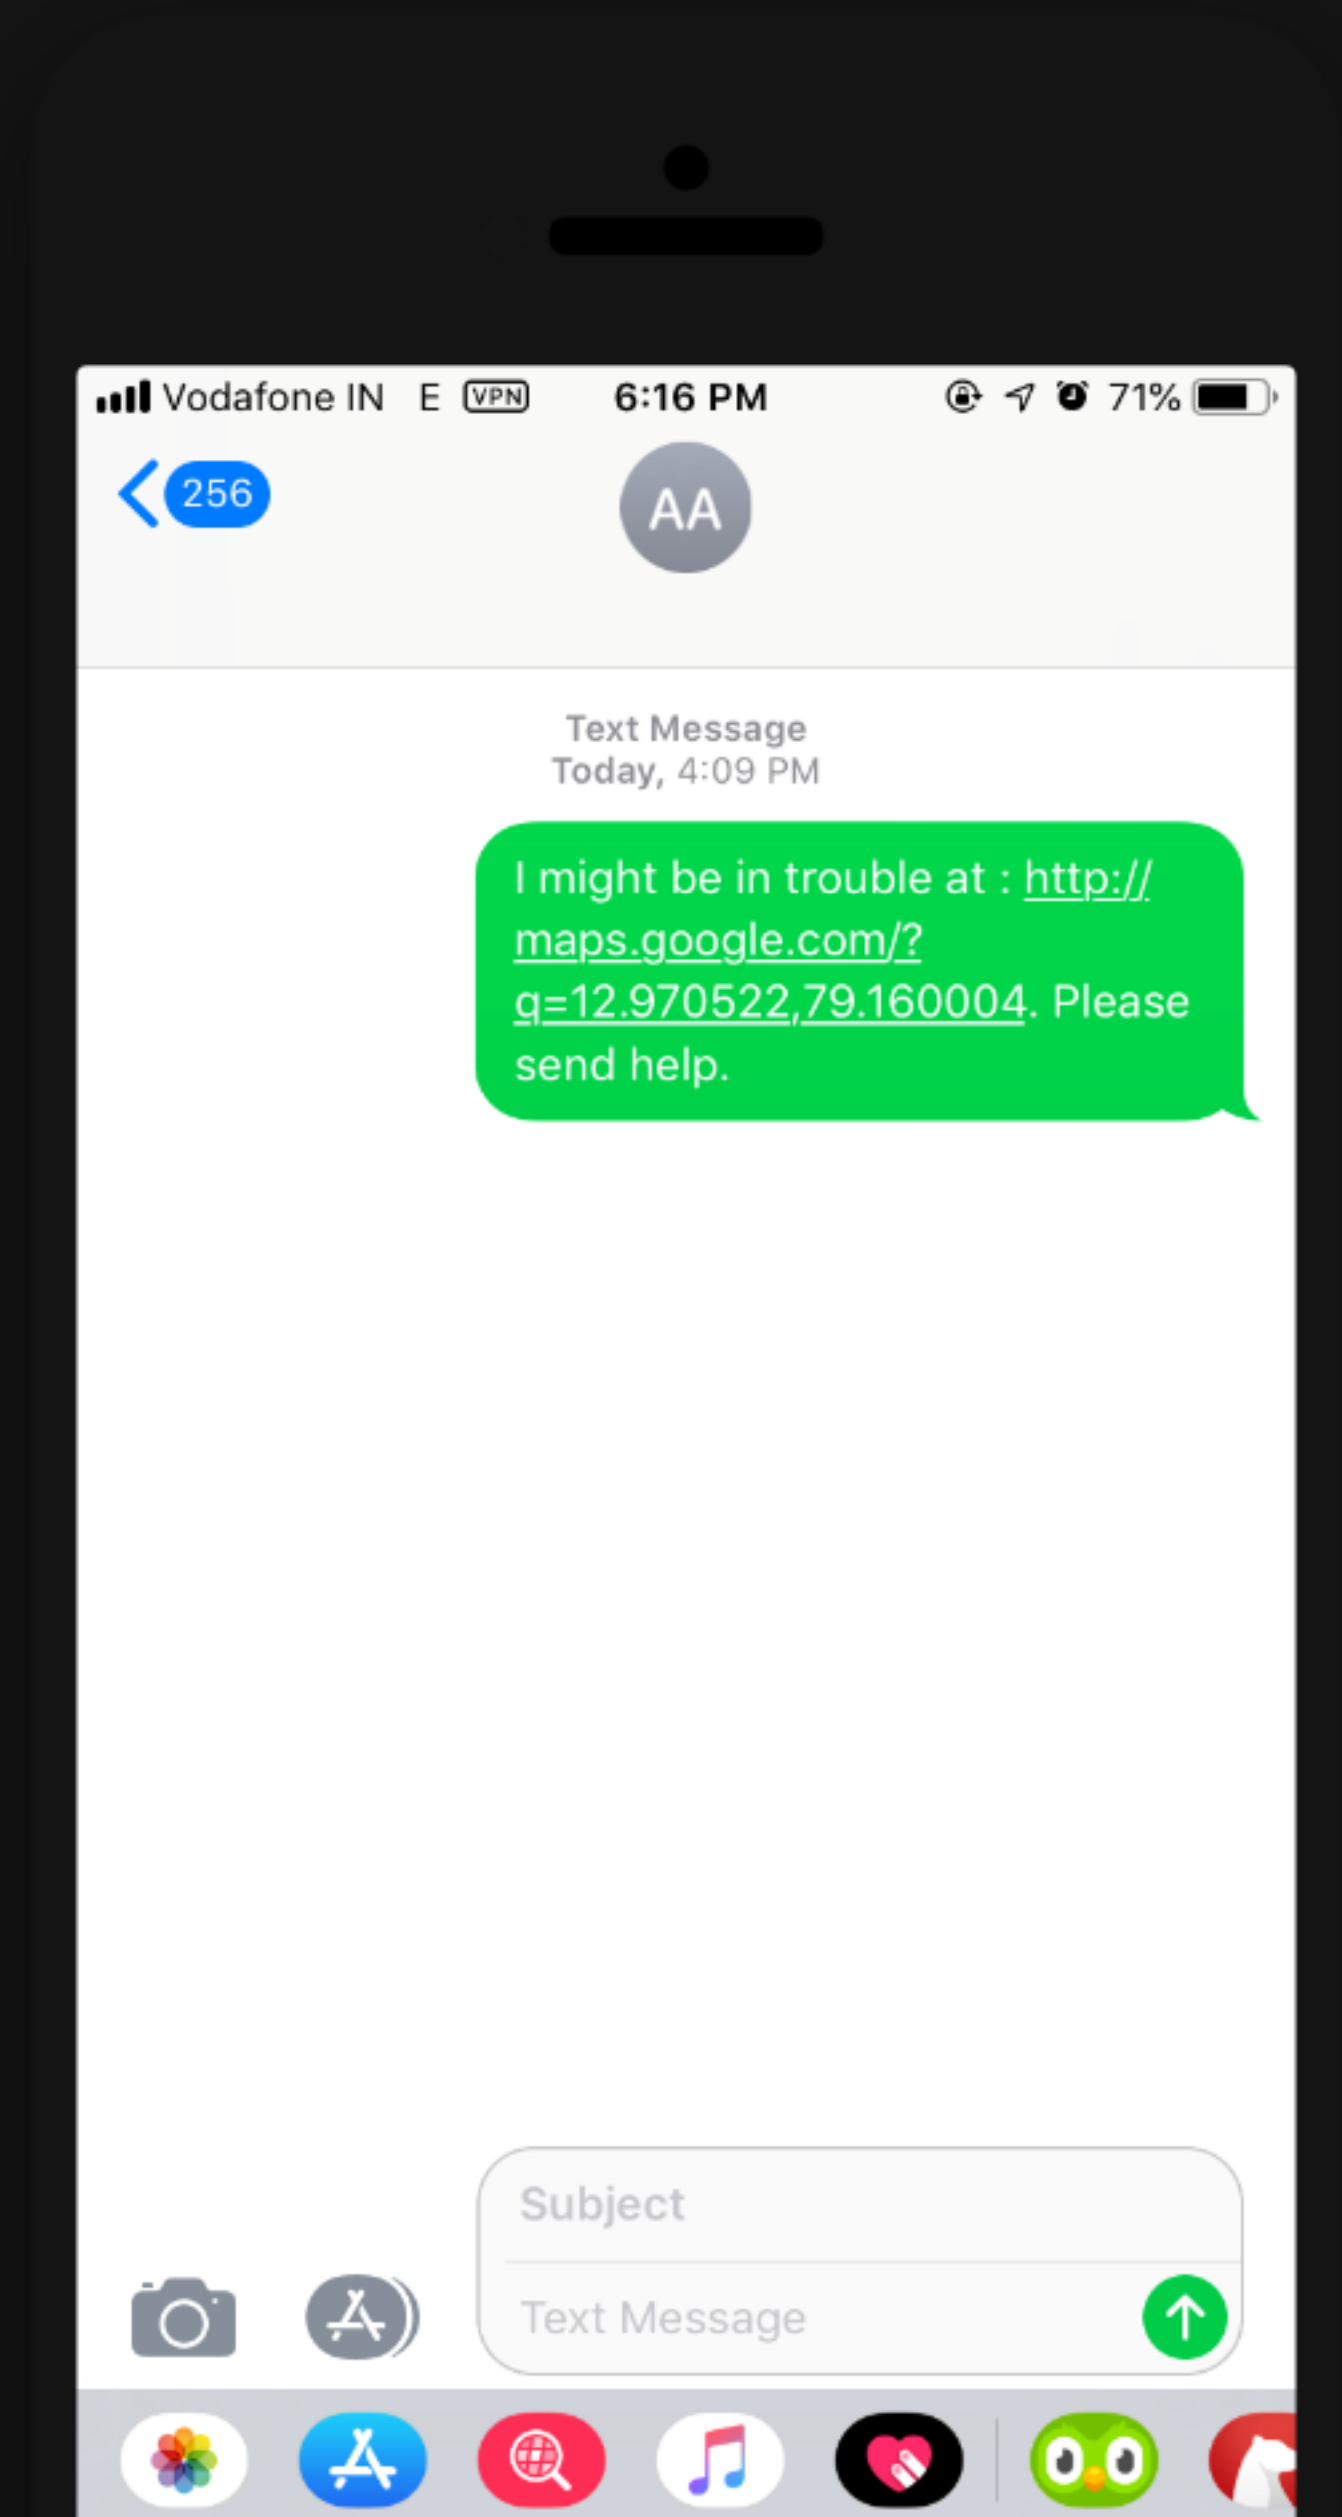 Vodafone IN E VPN 6:16 PM 71%
256
AA
Text Message
Today, 4:09 PM
I might be in trouble at : http://
maps.google.com/?
q=12.970522,79.160004. Please
send help.
Subject
Text Message